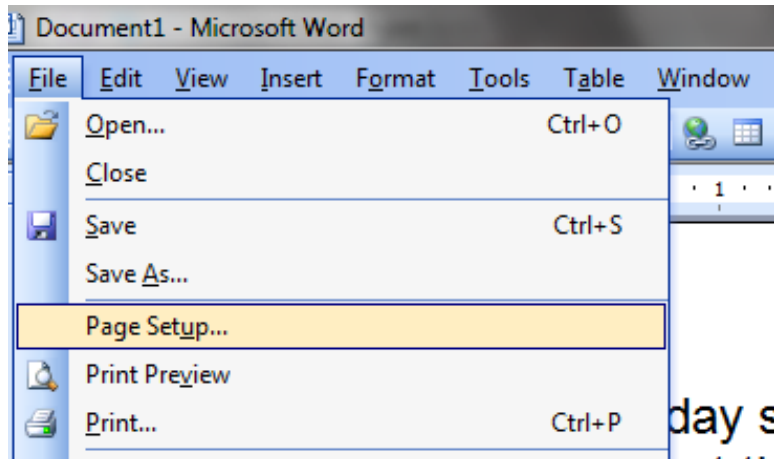 Document1 - Microsoft Word
File Edit View Insert Format Tools Table Window
Open... Ctrl+O
Close
1
Save Ctrl+S
Save As...
Page Setup...
Print Preview
Print... Ctrl+P
day s